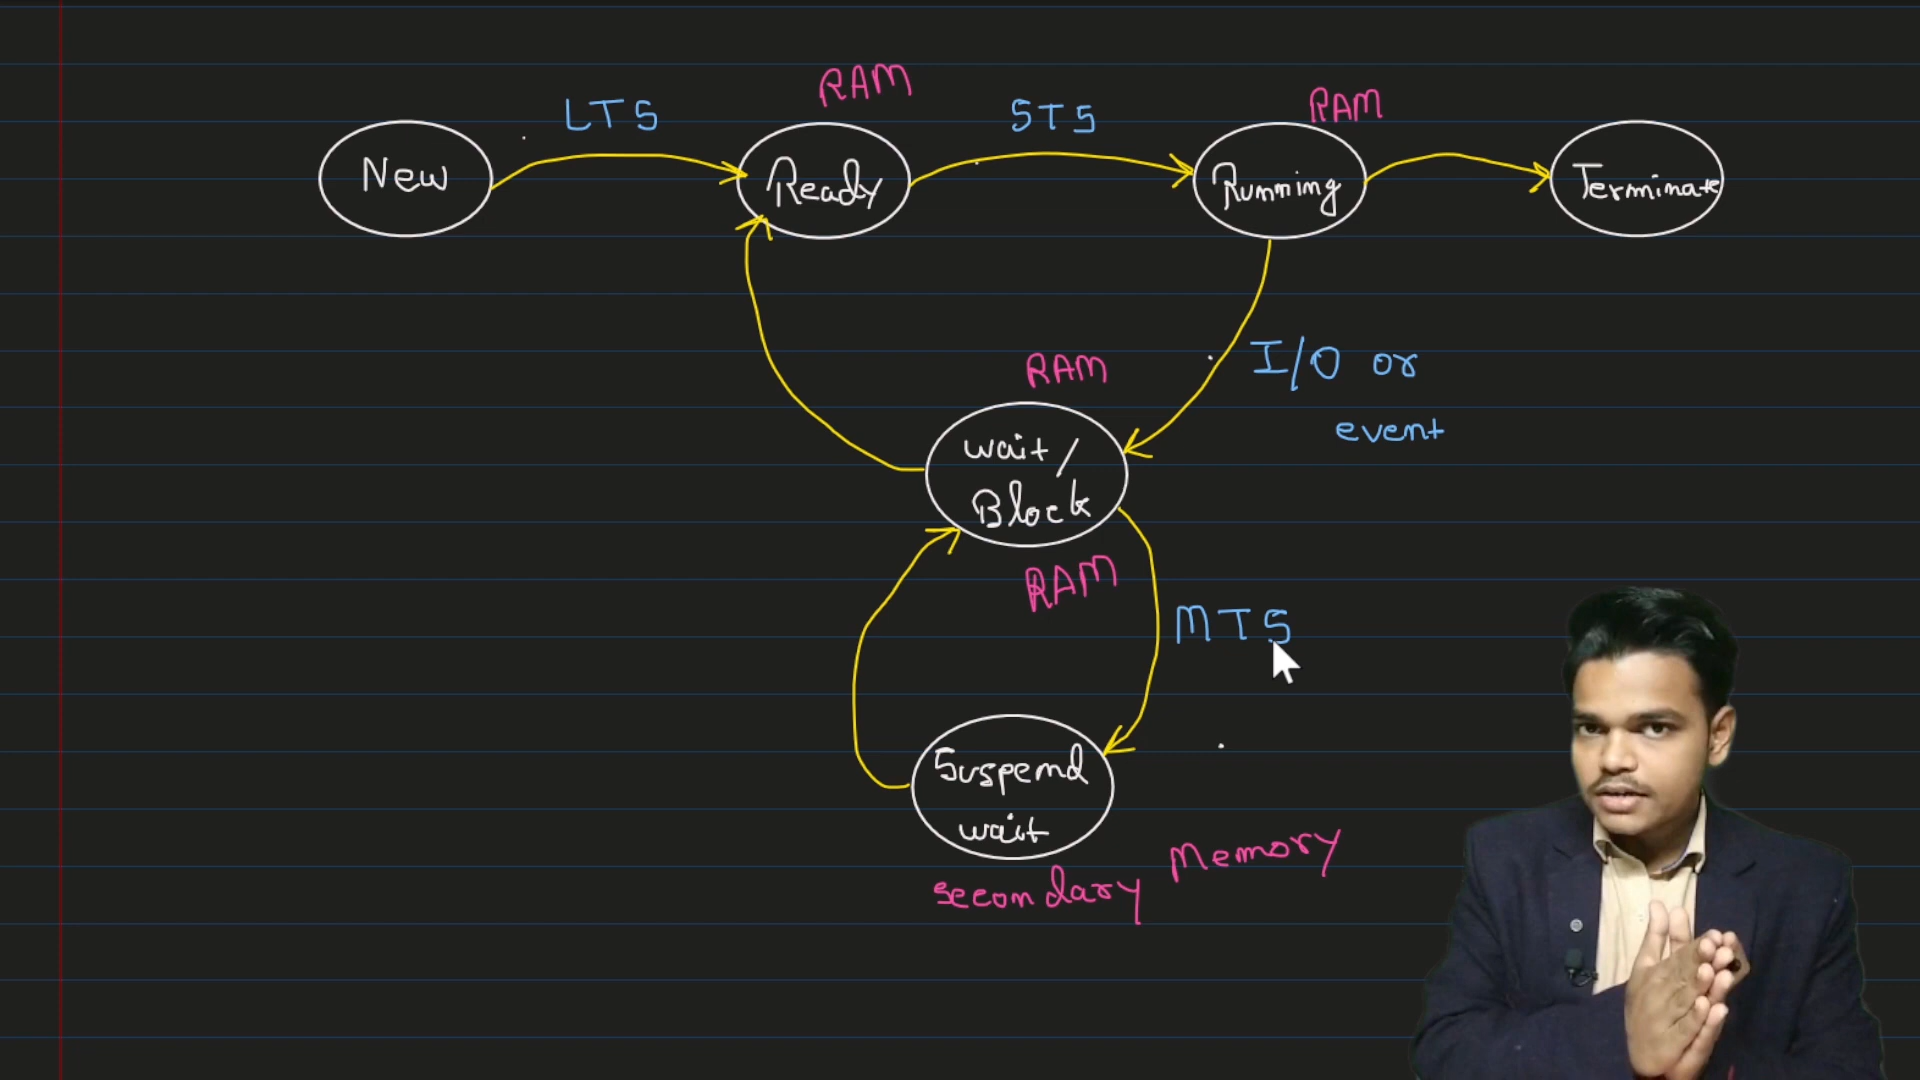 RAM
RAM
LTS
STS
New
Ready
Running
Terminate
RAM
I/O or
event
wait/
Block
RAM
MTS
Suspend
wait
secondary Memory